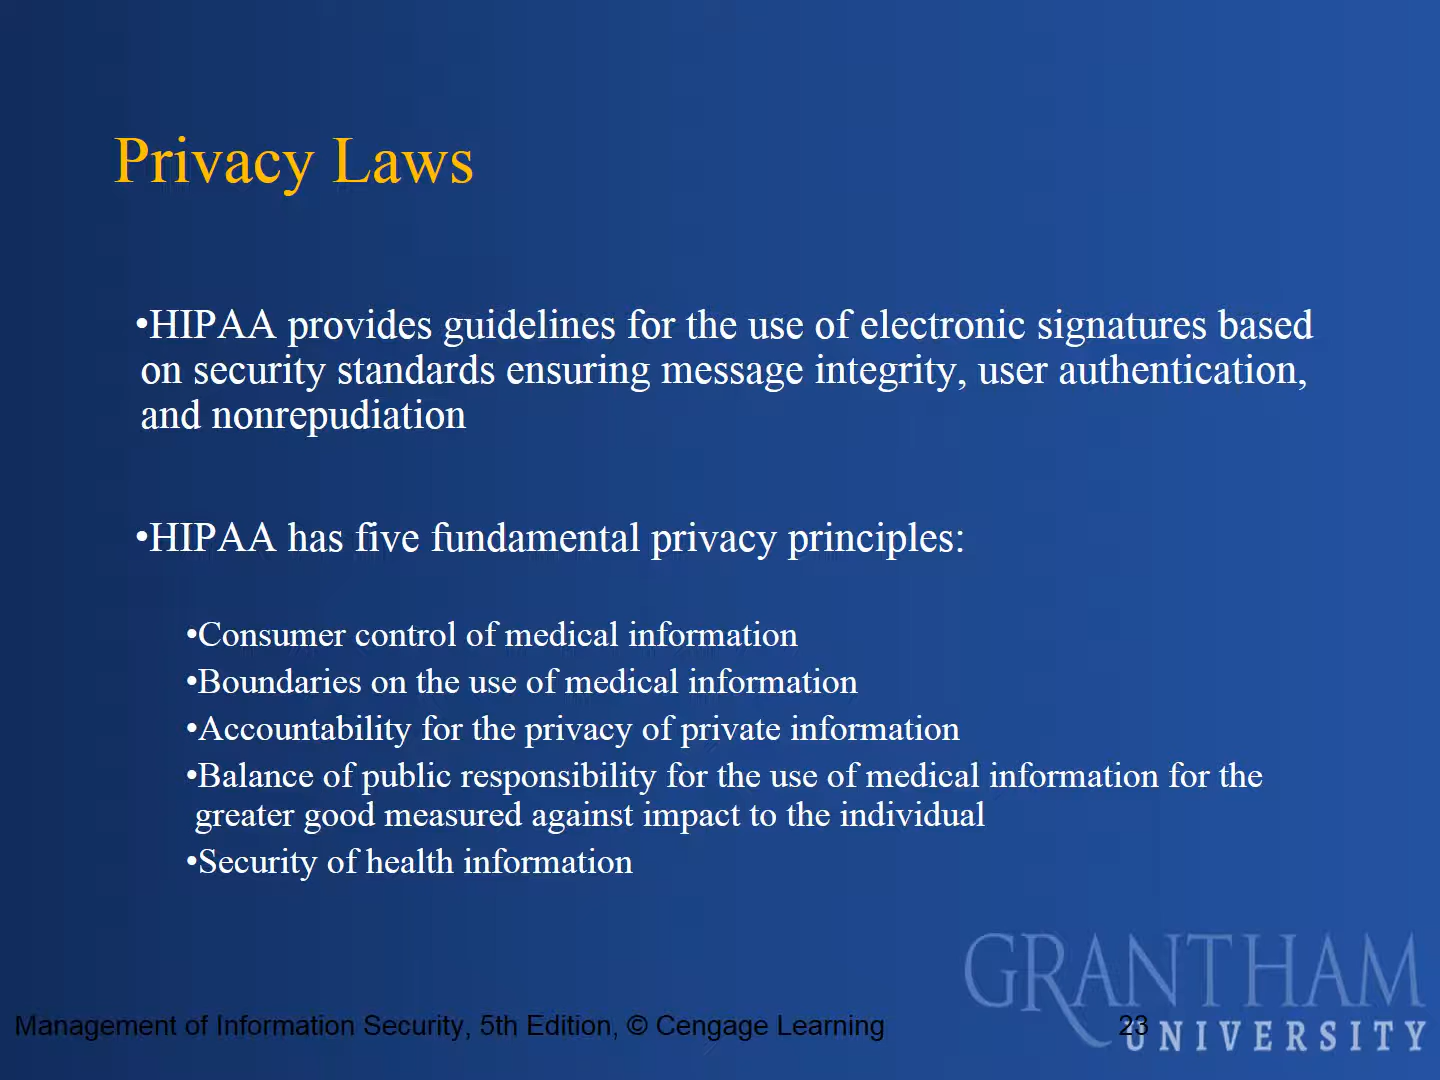 Privacy Laws
•HIPAA provides guidelines for the use of electronic signatures based
on security standards ensuring message integrity, user authentication,
and nonrepudiation
•HIPAA has five fundamental privacy principles:
•Consumer control of medical information
•Boundaries on the use of medical information
•Accountability for the privacy of private information
•Balance of public responsibility for the use of medical information for the
greater good measured against impact to the individual
•Security of health information
GRANTHAM
UNIVERSITY
Management of Information Security, 5th Edition, © Cengage Learning
23